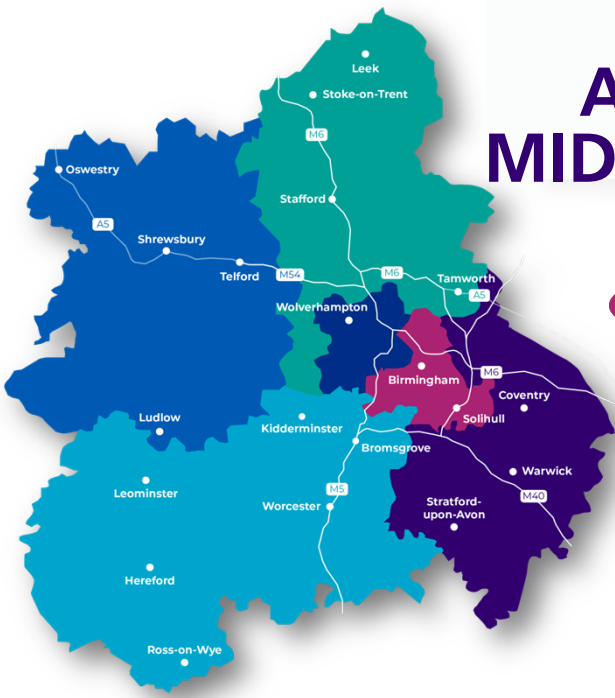 A
MID
Leek
Stoke-on-Trent
M6
Oswestry
Stafford
A5
Shrewsbury
Telford
M54
M6
Tamworth
A5
Wolverhampton
M6
Birmingham
Coventry
Solihull
Ludlow
Kidderminster
Bromsgrove
Warwick
Leominster
M5
M40
Worcester
Stratford-
upon-Avon
Hereford
Ross-on-Wye